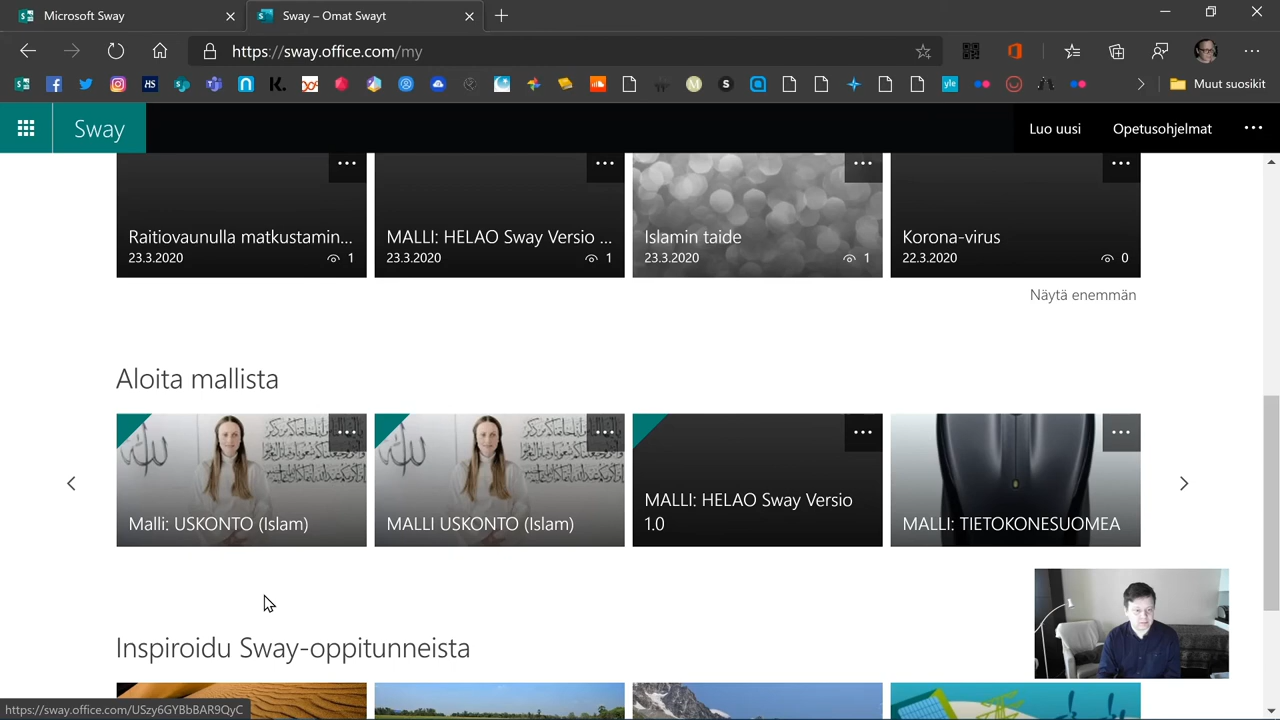 Microsoft Sway
Sway – Omat Swayt
https://sway.office.com/my
HS
K.
M
S
yle
Muut suosikit
Sway
Luo uusi
Opetusohjelmat
Raitiovaunulla matkustamin...
23.3.2020
1
MALLI: HELAO Sway Versio ...
23.3.2020
1
Islamin taide
23.3.2020
1
Korona-virus
22.3.2020
0
Näytä enemmän
Aloita mallista
Malli: USKONTO (Islam)
MALLI USKONTO (Islam)
MALLI: HELAO Sway Versio
1.0
MALLI: TIETOKONESUOMEA
Inspiroidu Sway-oppitunneista
https://sway.office.com/USzy6GYBbBAR9QyC